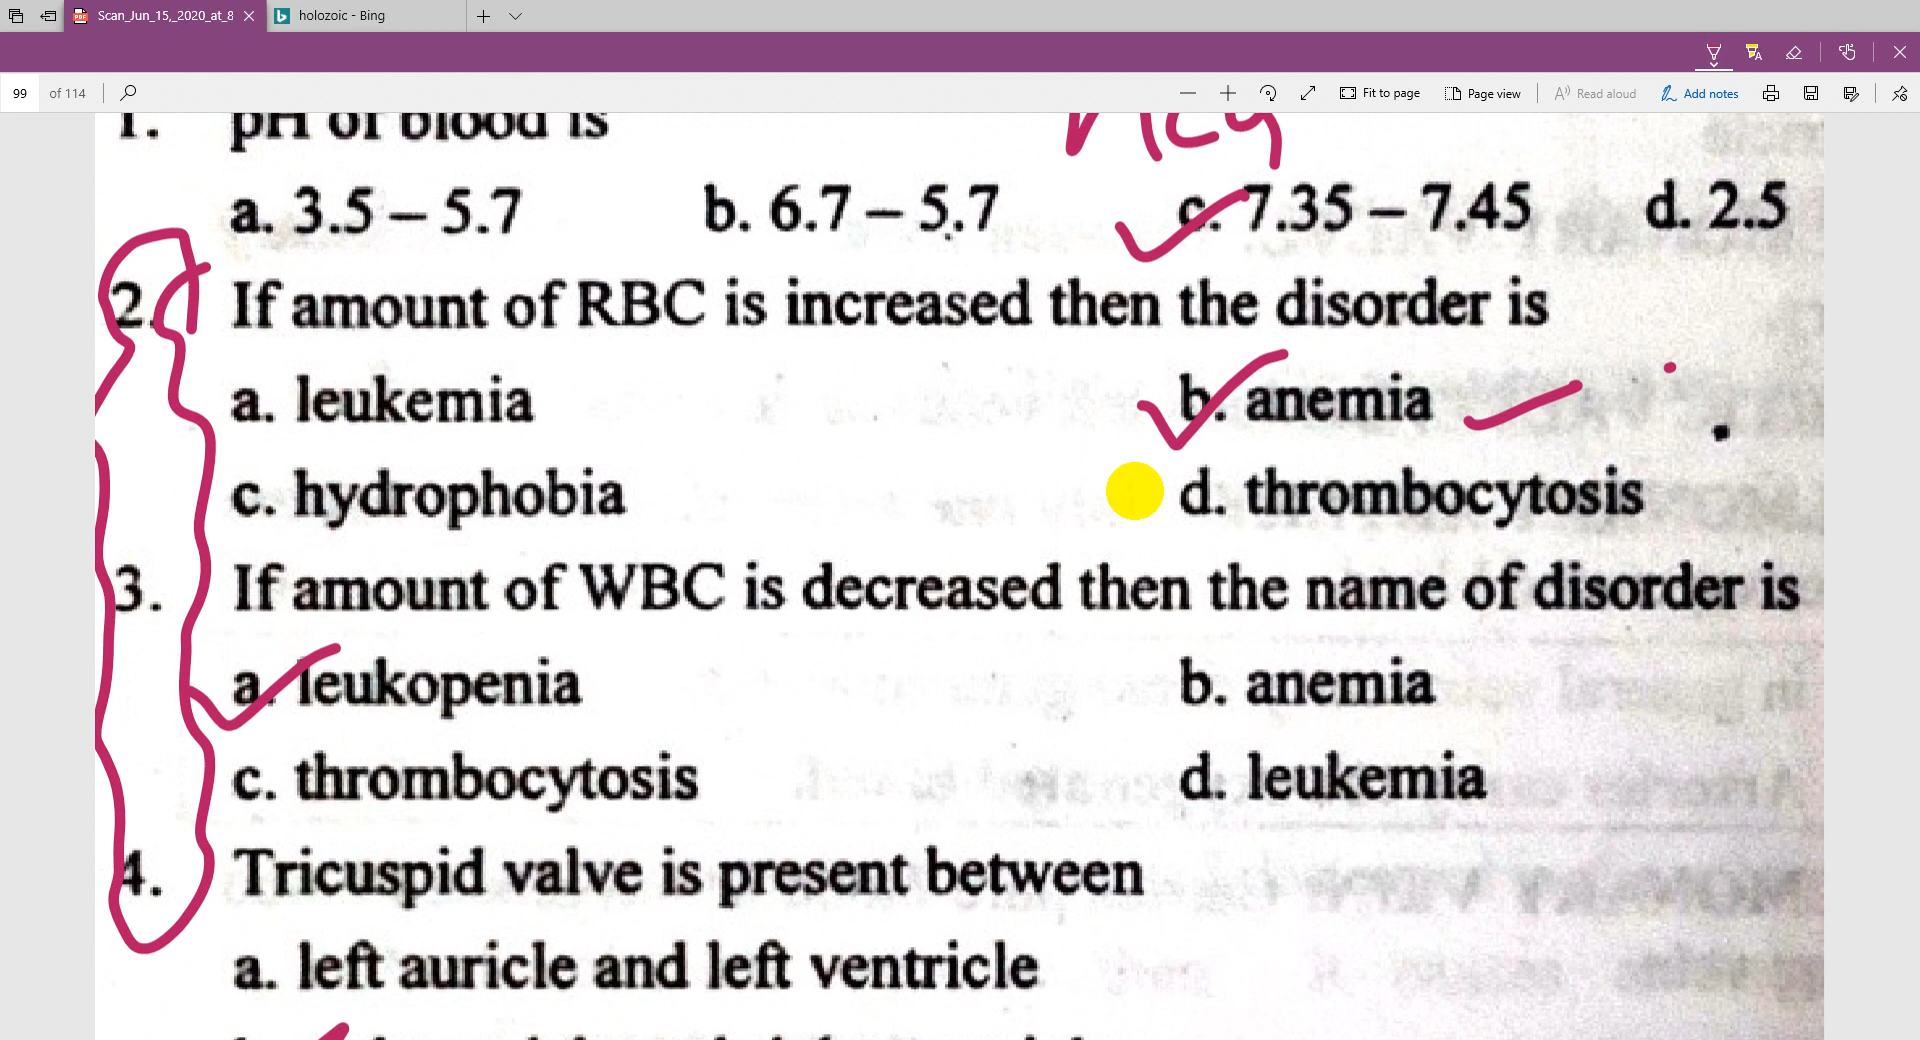 Scan_Jun_15,_2020_at_8
holozoic - Bing
99 of 114
Fit to page
Page view
Read aloud
Add notes
1. pH of blood is
a. 3.5 – 5.7 b. 6.7 – 5.7 c. 7.35 – 7.45 d. 2.5
2. If amount of RBC is increased then the disorder is
a. leukemia b. anemia
c. hydrophobia d. thrombocytosis
3. If amount of WBC is decreased then the name of disorder is
a. leukopenia b. anemia
c. thrombocytosis d. leukemia
4. Tricuspid valve is present between
a. left auricle and left ventricle